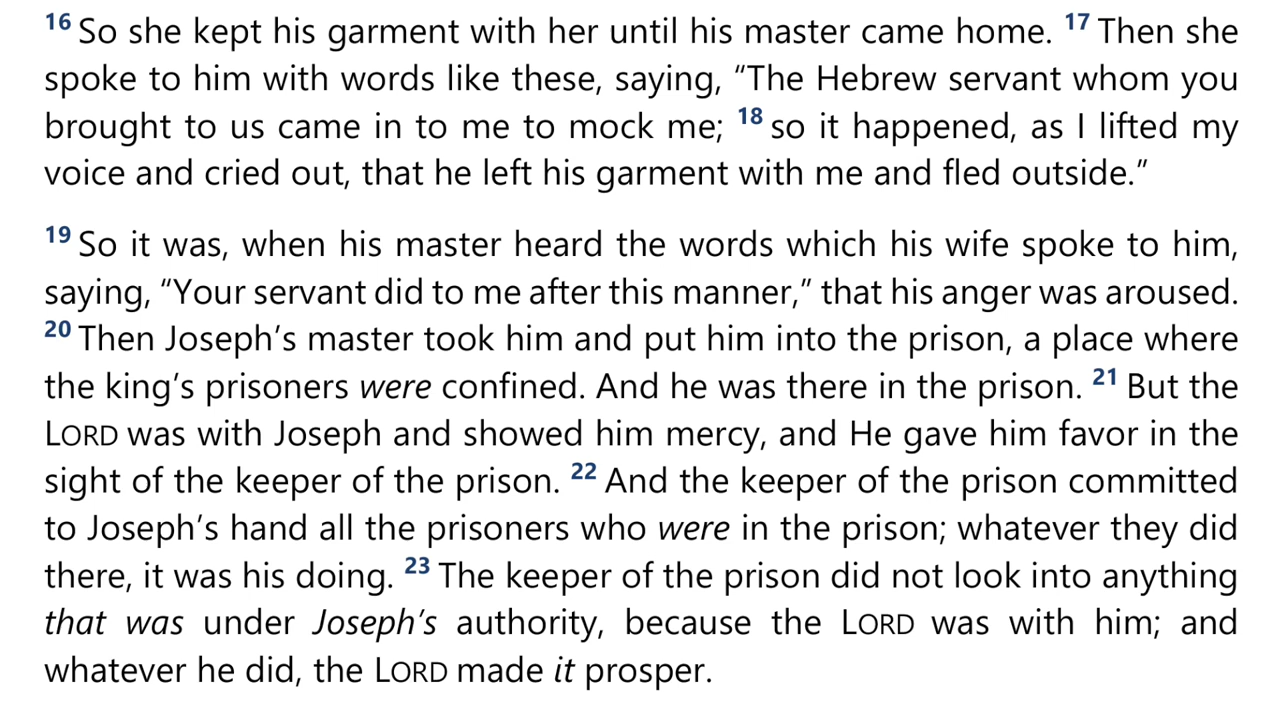 16 So she kept his garment with her until his master came home. 17 Then she
spoke to him with words like these, saying, “The Hebrew servant whom you
brought to us came in to me to mock me; 18 so it happened, as I lifted my
voice and cried out, that he left his garment with me and fled outside.”
19 So it was, when his master heard the words which his wife spoke to him,
saying, “Your servant did to me after this manner,” that his anger was aroused.
20 Then Joseph’s master took him and put him into the prison, a place where
the king’s prisoners were confined. And he was there in the prison. 21 But the
LORD was with Joseph and showed him mercy, and He gave him favor in the
sight of the keeper of the prison. 22 And the keeper of the prison committed
to Joseph’s hand all the prisoners who were in the prison; whatever they did
there, it was his doing. 23 The keeper of the prison did not look into anything
that was under Joseph’s authority, because the LORD was with him; and
whatever he did, the LORD made it prosper.